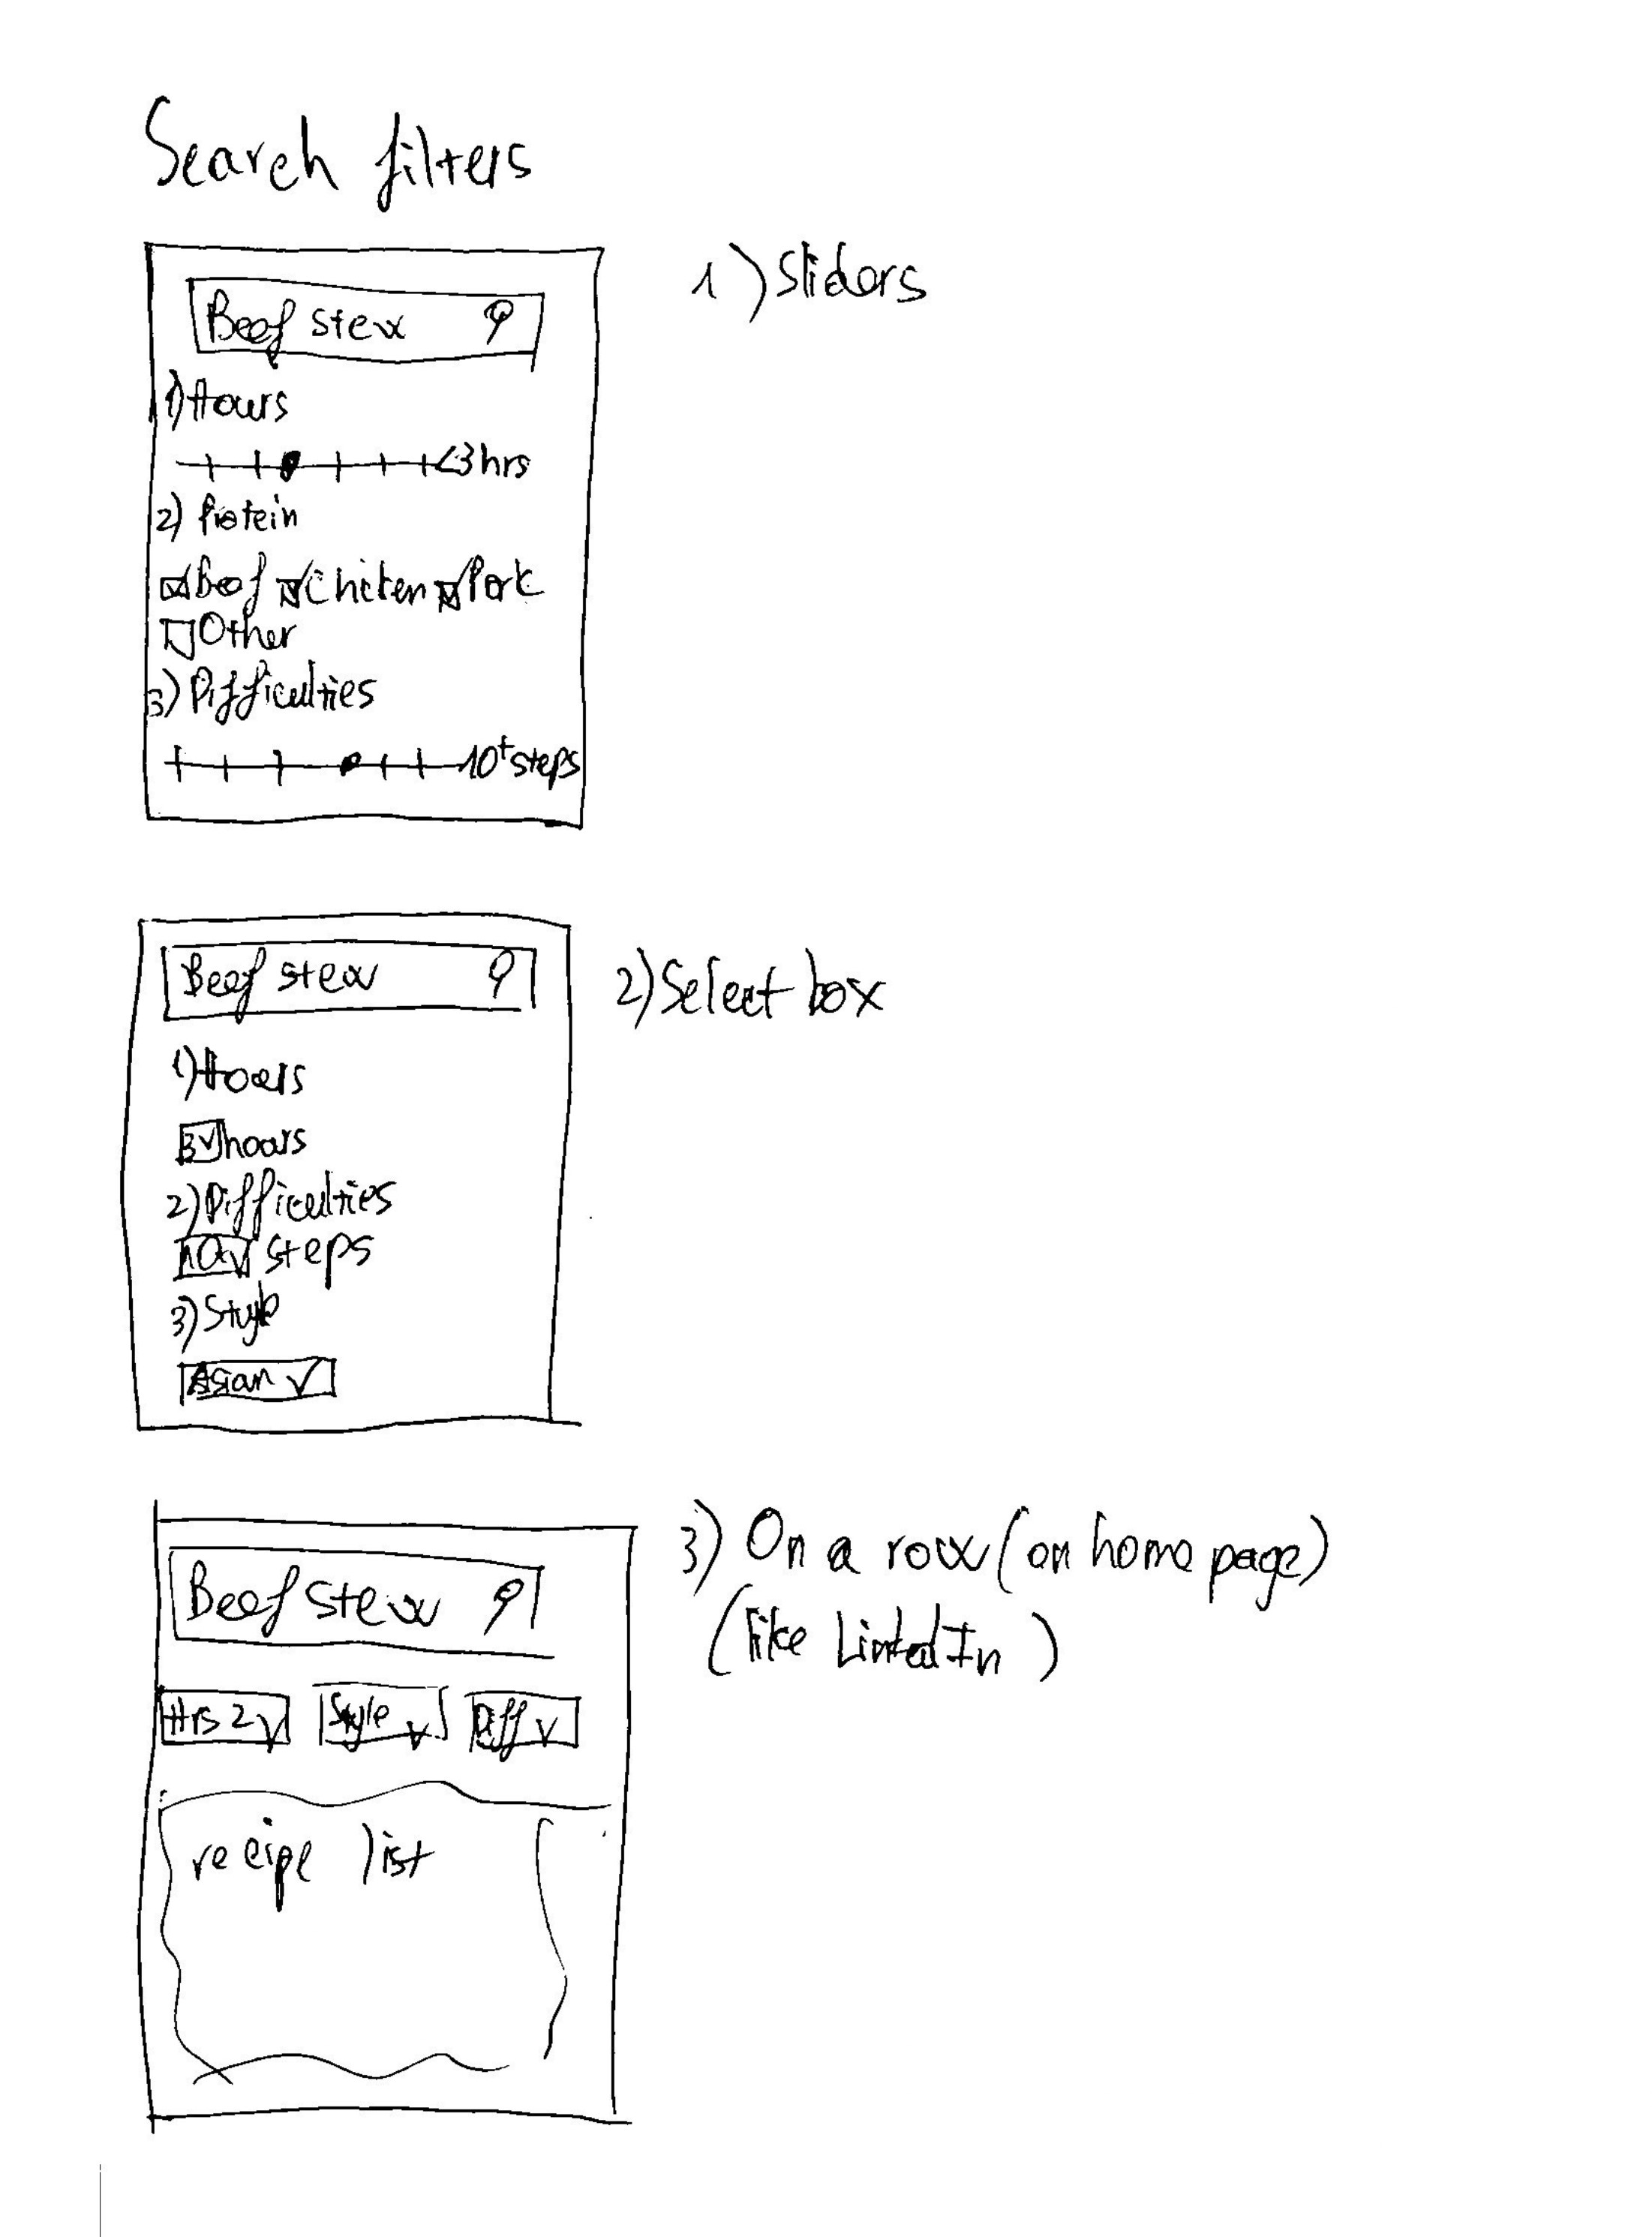 Search filters
1) Sliders
Beef stew
1) Hours
<3 hrs
2) Protein
Beef Chicken Pork
Other
3) Difficulties
10+ steps
2) Select box
Beef stew
1) Hours
3 hours
2) Difficulties
10 steps
3) Style
Asian
3) On a row (on home page)
(like LinkedIn)
Beef stew
Hrs 2 Style Diff
recipe list